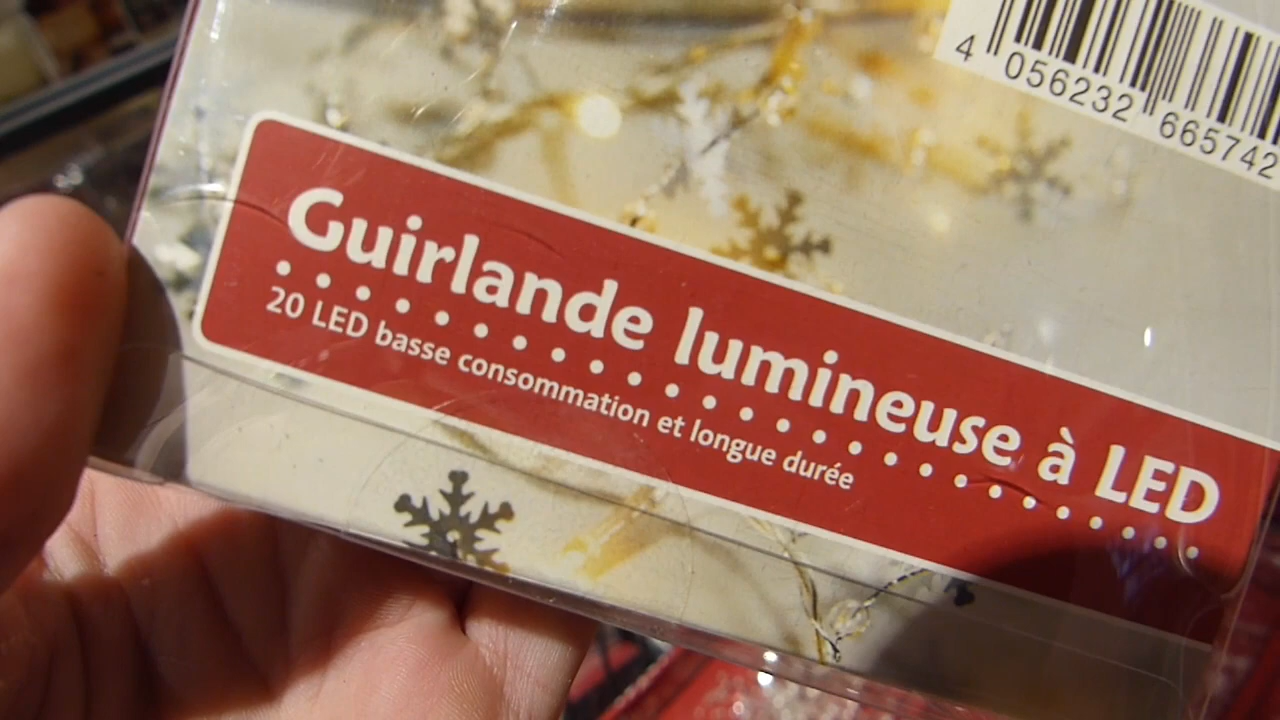 4 056232 665742
Guirlande lumineuse à LED
20 LED basse consommation et longue durée